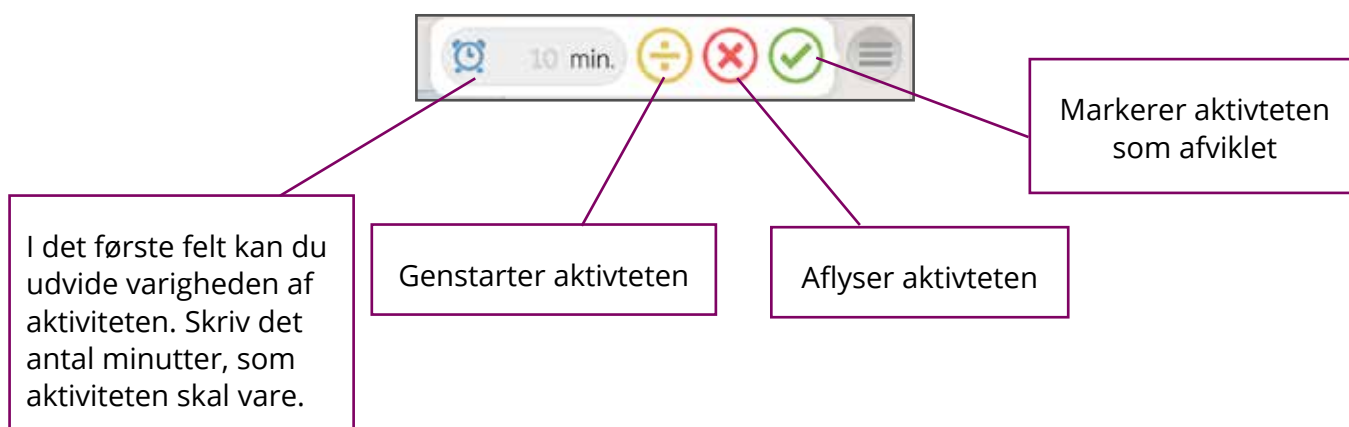 10 min.
Markerer aktivteten
som afviklet
I det første felt kan du
udvide varigheden af
aktiviteten. Skriv det
antal minutter, som
aktiviteten skal vare.
Genstarter aktivteten
Aflyser aktivteten